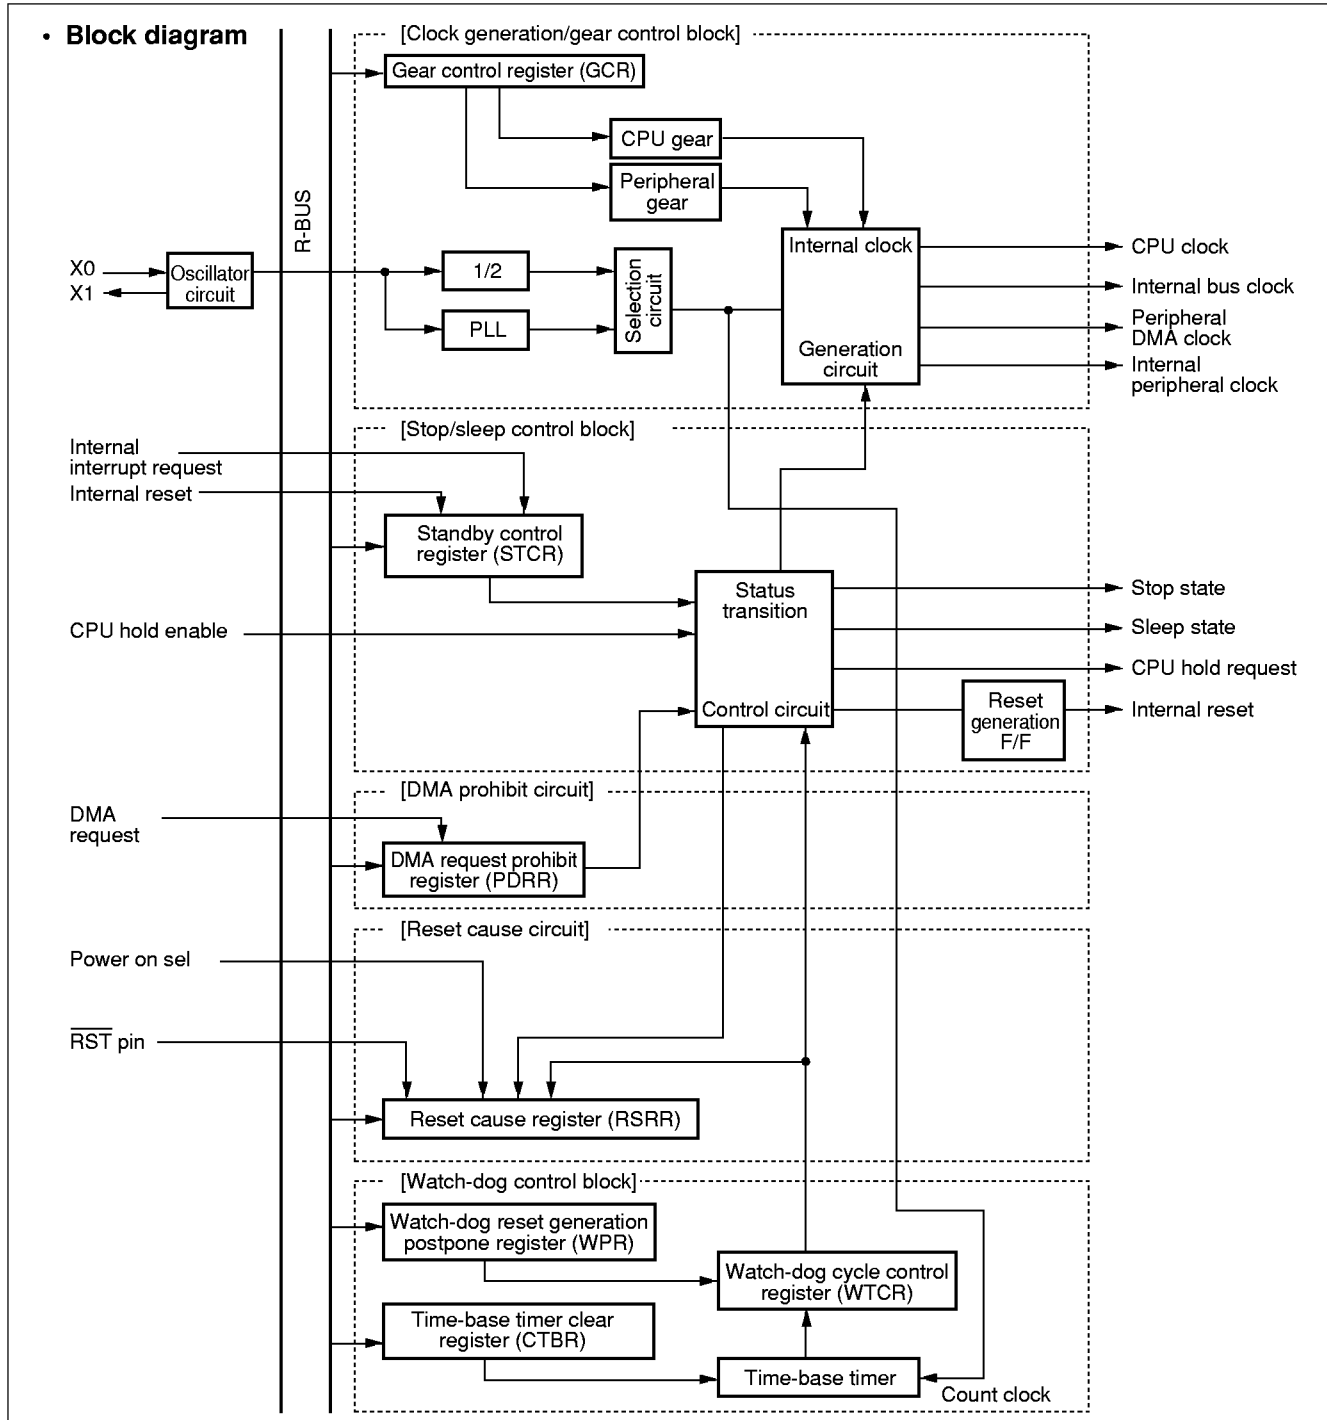 • Block diagram
[Clock generation/gear control block]
Gear control register (GCR)
CPU gear
Peripheral
gear
R-BUS
X0
X1
Oscillator
circuit
1/2
PLL
Selection
circuit
Internal clock
Generation
circuit
CPU clock
Internal bus clock
Peripheral
DMA clock
Internal
peripheral clock
[Stop/sleep control block]
Internal
interrupt request
Internal reset
Standby control
register (STCR)
CPU hold enable
Status
transition
Control circuit
Stop state
Sleep state
CPU hold request
Reset
generation
F/F
Internal reset
[DMA prohibit circuit]
DMA
request
DMA request prohibit
register (PDRR)
[Reset cause circuit]
Power on sel
RST pin
Reset cause register (RSRR)
[Watch-dog control block]
Watch-dog reset generation
postpone register (WPR)
Watch-dog cycle control
register (WTCR)
Time-base timer clear
register (CTBR)
Time-base timer
Count clock